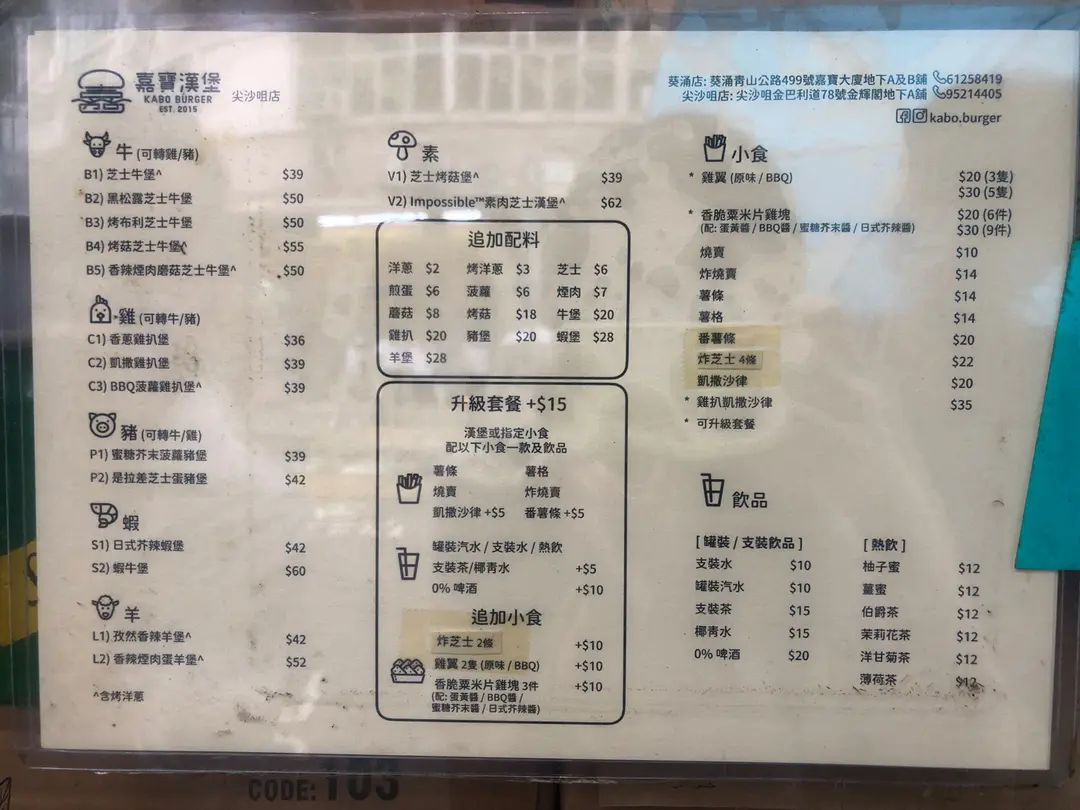 嘉寶漢堡
KABO BURGER
EST. 2015
尖沙咀店
葵涌店: 葵涌青山公路499號嘉寶大廈地下A及B舖 61258419
尖沙咀店: 尖沙咀金巴利道78號金輝閣地下A舖 95214405
kabo.burger
牛 (可轉雞/豬)
B1) 芝士牛堡^ $39
B2) 黑松露芝士牛堡 $50
B3) 烤布利芝士牛堡 $50
B4) 烤菇芝士牛堡^ $55
B5) 香辣煙肉磨菇芝士牛堡^ $50
雞 (可轉牛/豬)
C1) 香蔥雞扒堡 $36
C2) 凱撒雞扒堡 $39
C3) BBQ菠蘿雞扒堡^ $39
豬 (可轉牛/雞)
P1) 蜜糖芥末菠蘿豬堡 $39
P2) 是拉差芝士蛋豬堡 $42
蝦
S1) 日式芥辣蝦堡 $42
S2) 蝦牛堡 $60
羊
L1) 孜然香辣羊堡^ $42
L2) 香辣煙肉蛋羊堡^ $52
^含烤洋蔥
素
V1) 芝士烤菇堡^ $39
V2) Impossible™素肉芝士漢堡^ $62
追加配料
洋蔥 $2 烤洋蔥 $3 芝士 $6
煎蛋 $6 菠蘿 $6 煙肉 $7
蘑菇 $8 烤菇 $18 牛堡 $20
雞扒 $20 豬堡 $20 蝦堡 $28
羊堡 $28
升級套餐 +$15
漢堡或指定小食
配以下小食一款及飲品
薯條 薯格
燒賣 炸燒賣
凱撒沙律 +$5 番薯條 +$5
罐裝汽水 / 支裝水 / 熱飲
支裝茶/椰青水 +$5
0% 啤酒 +$10
追加小食
炸芝士 2條 +$10
雞翼 2隻 (原味 / BBQ) +$10
香脆粟米片雞塊 3件 +$10
(配: 蛋黃醬 / BBQ醬 /
蜜糖芥末醬 / 日式芥辣醬)
小食
* 雞翼 (原味 / BBQ) $20 (3隻)
$30 (5隻)
* 香脆粟米片雞塊 $20 (6件)
(配: 蛋黃醬 / BBQ醬 / 蜜糖芥末醬 / 日式芥辣醬) $30 (9件)
燒賣 $10
炸燒賣 $14
薯條 $14
薯格 $14
番薯條 $20
炸芝士 4條 $22
凱撒沙律 $20
* 雞扒凱撒沙律 $35
* 可升級套餐
飲品
[ 罐裝 / 支裝飲品 ]
支裝水 $10
罐裝汽水 $10
支裝茶 $15
椰青水 $15
0% 啤酒 $20
[ 熱飲 ]
柚子蜜 $12
薑蜜 $12
伯爵茶 $12
茉莉花茶 $12
洋甘菊茶 $12
薄荷茶 $12
CODE: 103